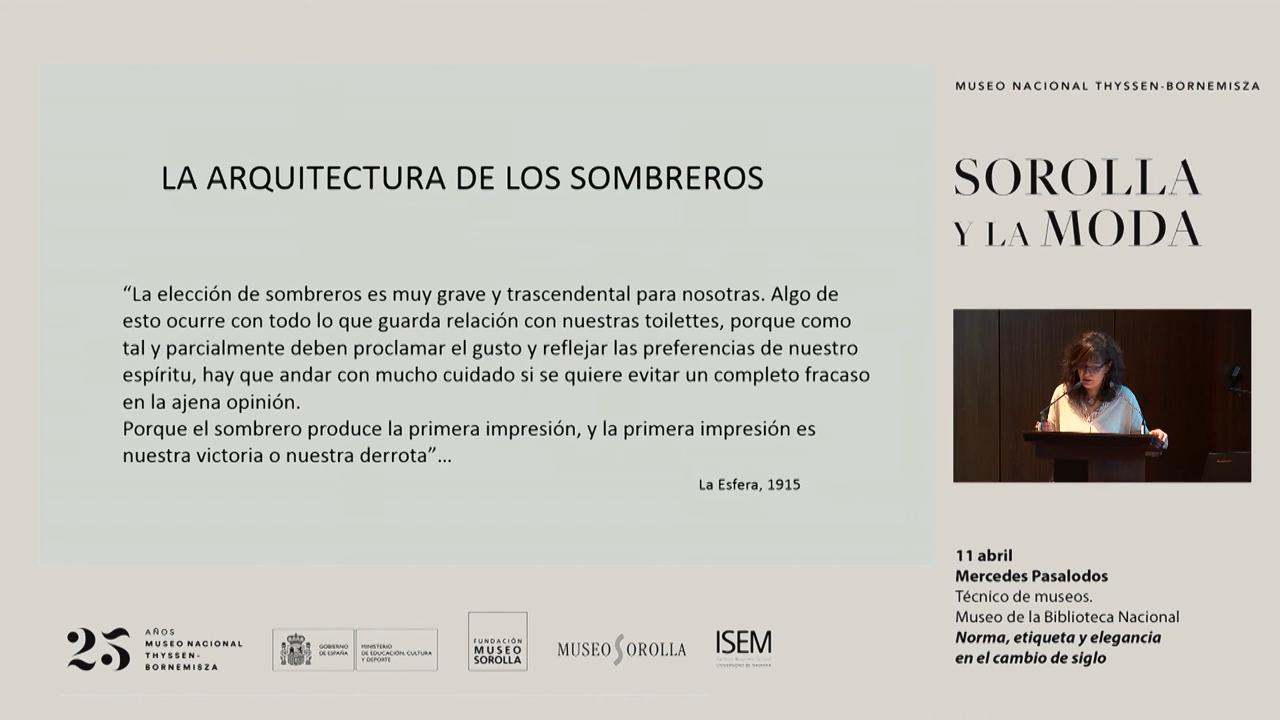 MUSEO NACIONAL THYSSEN-BORNEMISZA
SOROLLA
Y LA MODA
LA ARQUITECTURA DE LOS SOMBREROS
“La elección de sombreros es muy grave y trascendental para nosotras. Algo de
esto ocurre con todo lo que guarda relación con nuestras toilettes, porque como
tal y parcialmente deben proclamar el gusto y reflejar las preferencias de nuestro
espíritu, hay que andar con mucho cuidado si se quiere evitar un completo fracaso
en la ajena opinión.
Porque el sombrero produce la primera impresión, y la primera impresión es
nuestra victoria o nuestra derrota”...
La Esfera, 1915
11 abril
Mercedes Pasalodos
Técnico de museos.
Museo de la Biblioteca Nacional
Norma, etiqueta y elegancia
en el cambio de siglo
25
AÑOS
MUSEO NACIONAL
THYSSEN-
BORNEMISZA
GOBIERNO
DE ESPAÑA
MINISTERIO
DE EDUCACIÓN, CULTURA
Y DEPORTE
FUNDACIÓN
MUSEO
SOROLLA
MUSEO SOROLLA
ISEM